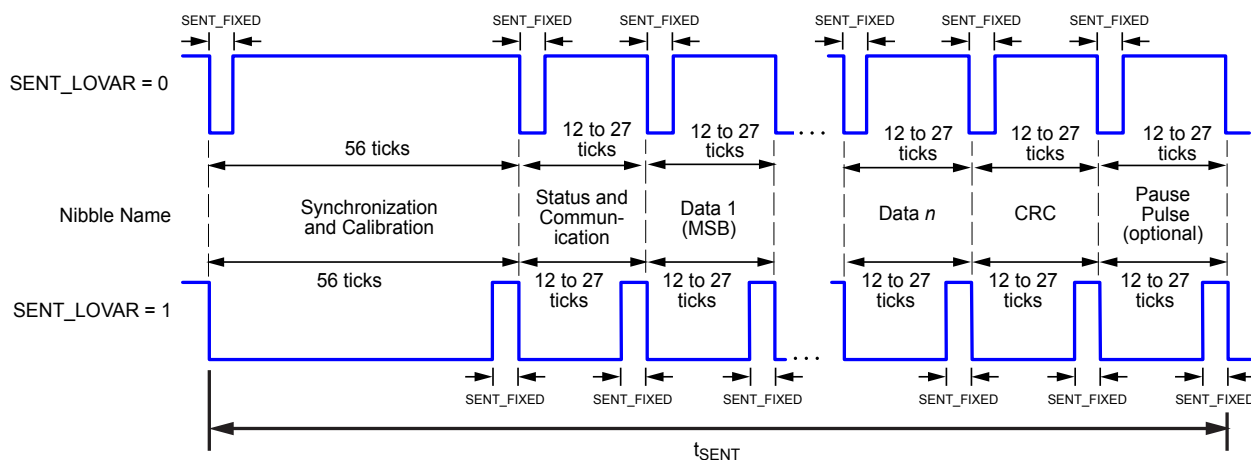 SENT_FIXED SENT_FIXED SENT_FIXED SENT_FIXED SENT_FIXED SENT_FIXED
SENT_LOVAR = 0
56 ticks
12 to 27
ticks
12 to 27
ticks
12 to 27
ticks
12 to 27
ticks
12 to 27
ticks
Nibble Name
Synchronization
and Calibration
Status and
Commun-
ication
Data 1
(MSB)
Data n
CRC
Pause
Pulse
(optional)
SENT_LOVAR = 1
56 ticks
12 to 27
ticks
12 to 27
ticks
12 to 27
ticks
12 to 27
ticks
12 to 27
ticks
SENT_FIXED SENT_FIXED SENT_FIXED SENT_FIXED SENT_FIXED SENT_FIXED
tSENT